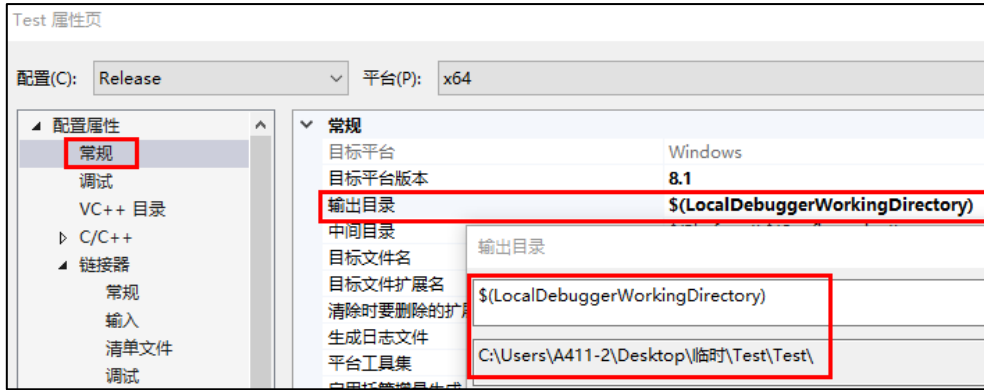 Test 属性页
配置(C): Release 平台(P): x64
配置属性
常规
调试
VC++ 目录
C/C++
链接器
常规
输入
清单文件
调试
常规
目标平台 Windows
目标平台版本 8.1
输出目录 $(LocalDebuggerWorkingDirectory)
中间目录
目标文件名
目标文件扩展名
清除时要删除的扩
生成日志文件
平台工具集
输出目录
$(LocalDebuggerWorkingDirectory)
C:\Users\A411-2\Desktop\临时\Test\Test\